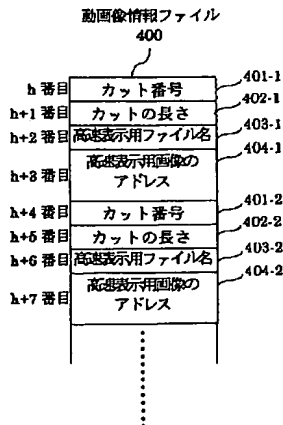 動画像情報ファイル
400
h 番目 カット番号 401-1
h+1 番目 カットの長さ 402-1
h+2 番目 高速表示用ファイル名 403-1
h+3 番目 高速表示用画像の
アドレス 404-1
h+4 番目 カット番号 401-2
h+5 番目 カットの長さ 402-2
h+6 番目 高速表示用ファイル名 403-2
h+7 番目 高速表示用画像の
アドレス 404-2